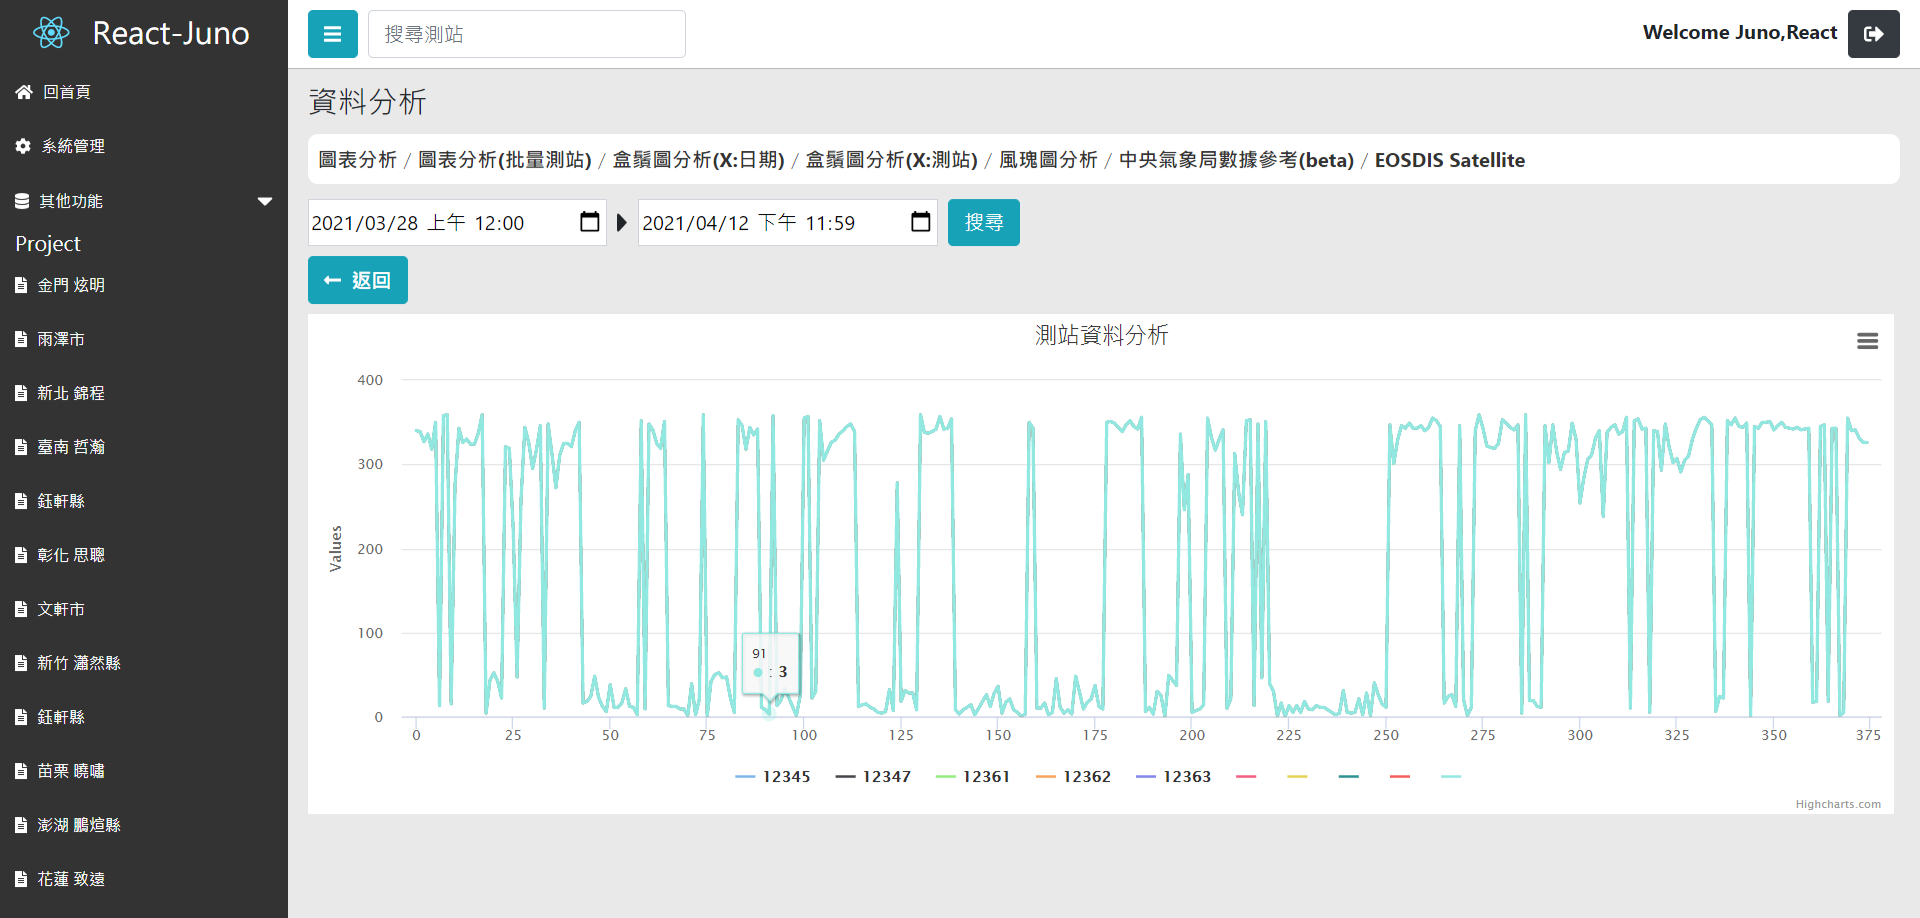 React-Juno
回首頁
系統管理
其他功能
Project
金門 炫明
雨澤市
新北 錦程
臺南 哲瀚
鈺軒縣
彰化 思聰
文軒市
新竹 瀟然縣
鈺軒縣
苗栗 曉嘯
澎湖 鵬煊縣
花蓮 致遠
搜尋測站
Welcome Juno,React
資料分析
圖表分析 / 圖表分析(批量測站) / 盒鬚圖分析(X:日期) / 盒鬚圖分析(X:測站) / 風瑰圖分析 / 中央氣象局數據參考(beta) / EOSDIS Satellite
2021/03/28 上午 12:00
2021/04/12 下午 11:59
搜尋
返回
測站資料分析
Values
400
300
200
100
0
91
: 3
0 25 50 75 100 125 150 175 200 225 250 275 300 325 350 375
12345 12347 12361 12362 12363
Highcharts.com